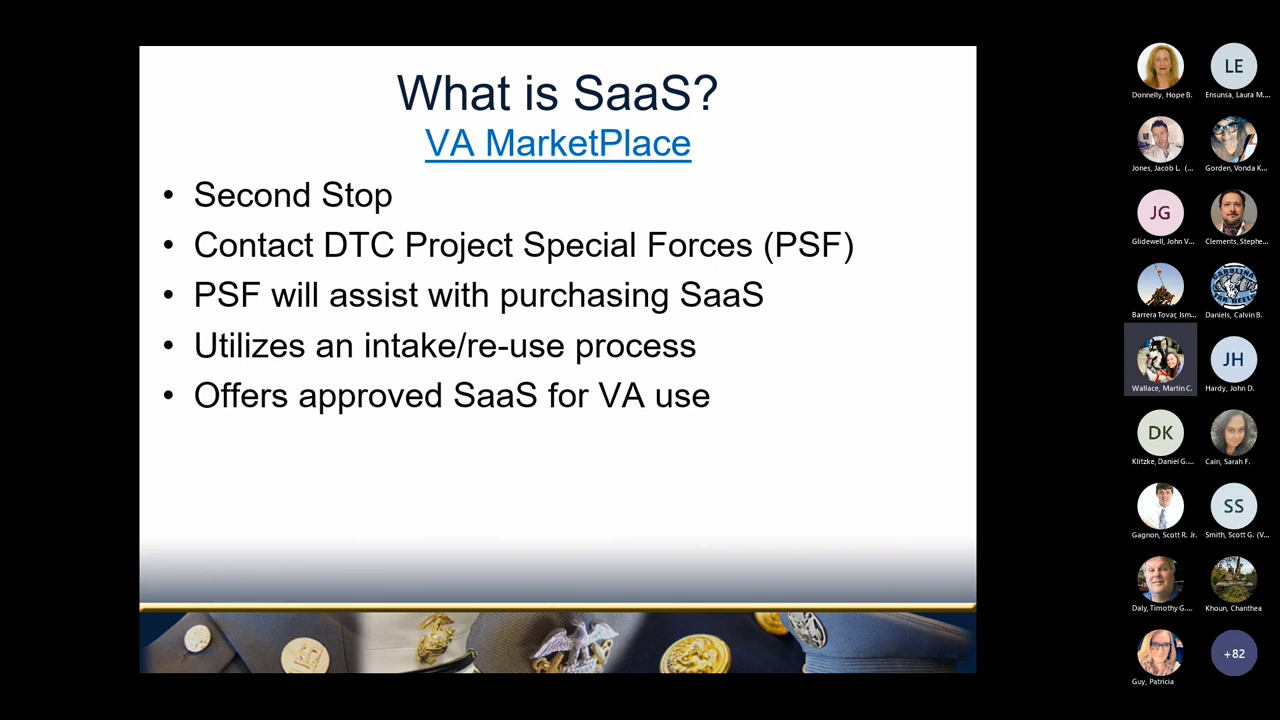 What is SaaS?
VA MarketPlace
• Second Stop
• Contact DTC Project Special Forces (PSF)
• PSF will assist with purchasing SaaS
• Utilizes an intake/re-use process
• Offers approved SaaS for VA use
Donnelly, Hope B.
LE
Ensunsa, Laura M....
Jones, Jacob L. (...
Gorden, Vonda K...
JG
Glidewell, John V...
Clements, Stephe...
Barrera Tovar, Ism...
CAROLINA
TAR HEELS
Daniels, Calvin B.
Wallace, Martin C.
JH
Hardy, John D.
DK
Klitzke, Daniel G....
Cain, Sarah F.
Gagnon, Scott R. Jr.
SS
Smith, Scott G. (V...
Daly, Timothy G....
Khoun, Chanthea
Guy, Patricia
+82